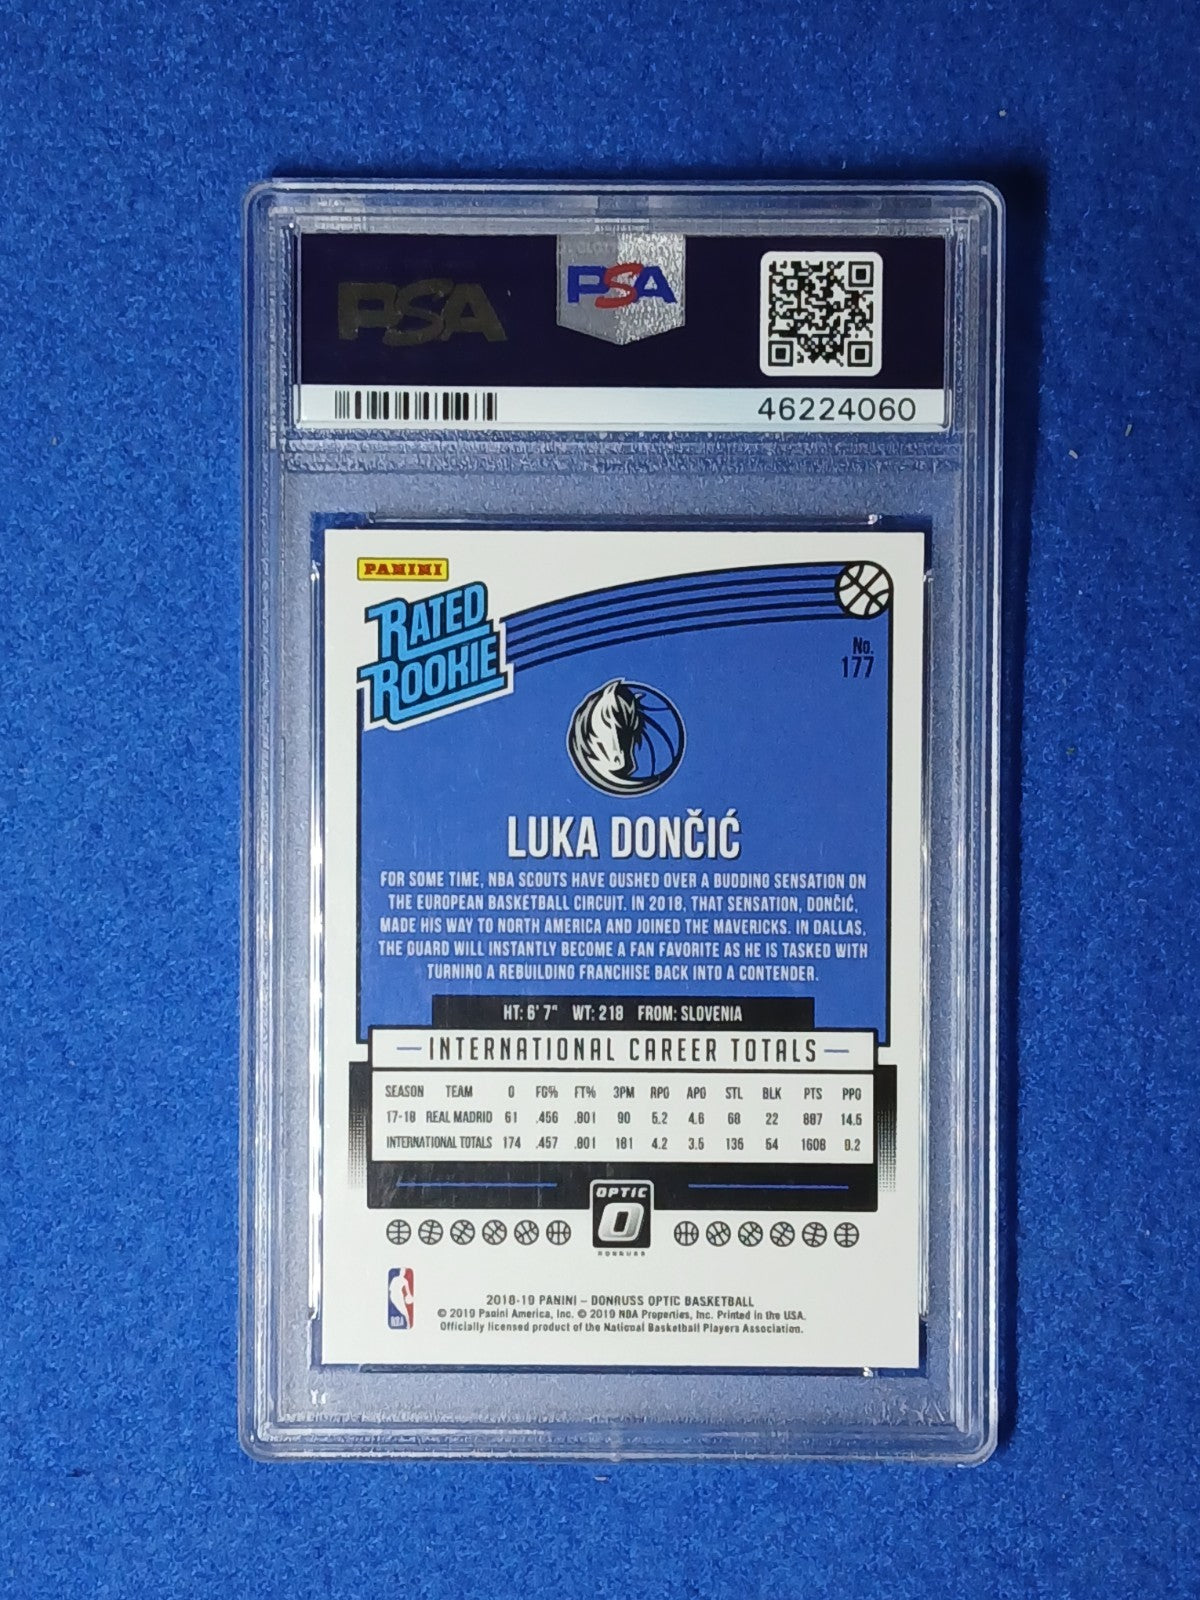 PSA
PSA
46224060
PANINI
RATED
ROOKIE
No.
177
LUKA DONČIĆ
FOR SOME TIME, NBA SCOUTS HAVE GUSHED OVER A BUDDING SENSATION ON
THE EUROPEAN BASKETBALL CIRCUIT. IN 2018, THAT SENSATION, DONČIĆ,
MADE HIS WAY TO NORTH AMERICA AND JOINED THE MAVERICKS. IN DALLAS,
THE GUARD WILL INSTANTLY BECOME A FAN FAVORITE AS HE IS TASKED WITH
TURNING A REBUILDING FRANCHISE BACK INTO A CONTENDER.
HT: 6' 7" WT: 218 FROM: SLOVENIA
INTERNATIONAL CAREER TOTALS
SEASON TEAM G FG% FT% 3PM RPG APG STL BLK PTS PPG
17-18 REAL MADRID 61 .456 .801 90 5.2 4.6 68 22 887 14.5
INTERNATIONAL TOTALS 174 .457 .801 181 4.2 3.5 136 54 1608 9.2
OPTIC
O
DONRUSS
NBA
2018-19 PANINI – DONRUSS OPTIC BASKETBALL
© 2019 Panini America, Inc. © 2019 NBA Properties, Inc. Printed in the USA.
Officially licensed product of the National Basketball Players Association.